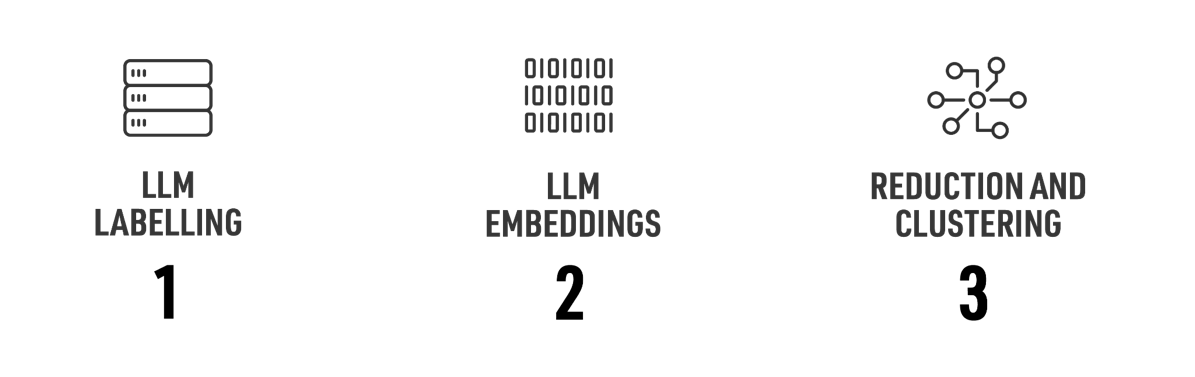 01010101
10101010
01010101
LLM
LABELLING
1
LLM
EMBEDDINGS
2
REDUCTION AND
CLUSTERING
3